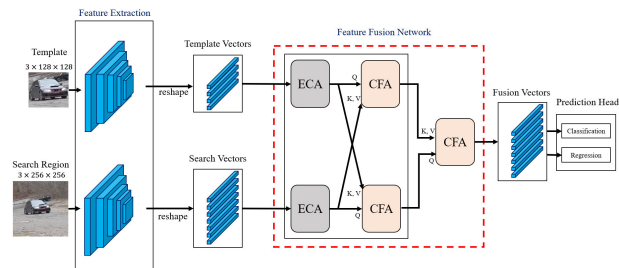 Feature Extraction
Template
3 × 128 × 128
reshape
Template Vectors
Feature Fusion Network
ECA
Q
K, V
CFA
Search Region
3 × 256 × 256
reshape
Search Vectors
ECA
K, V
Q
CFA
K, V
Q
CFA
Fusion Vectors
Prediction Head
Classification
Regression